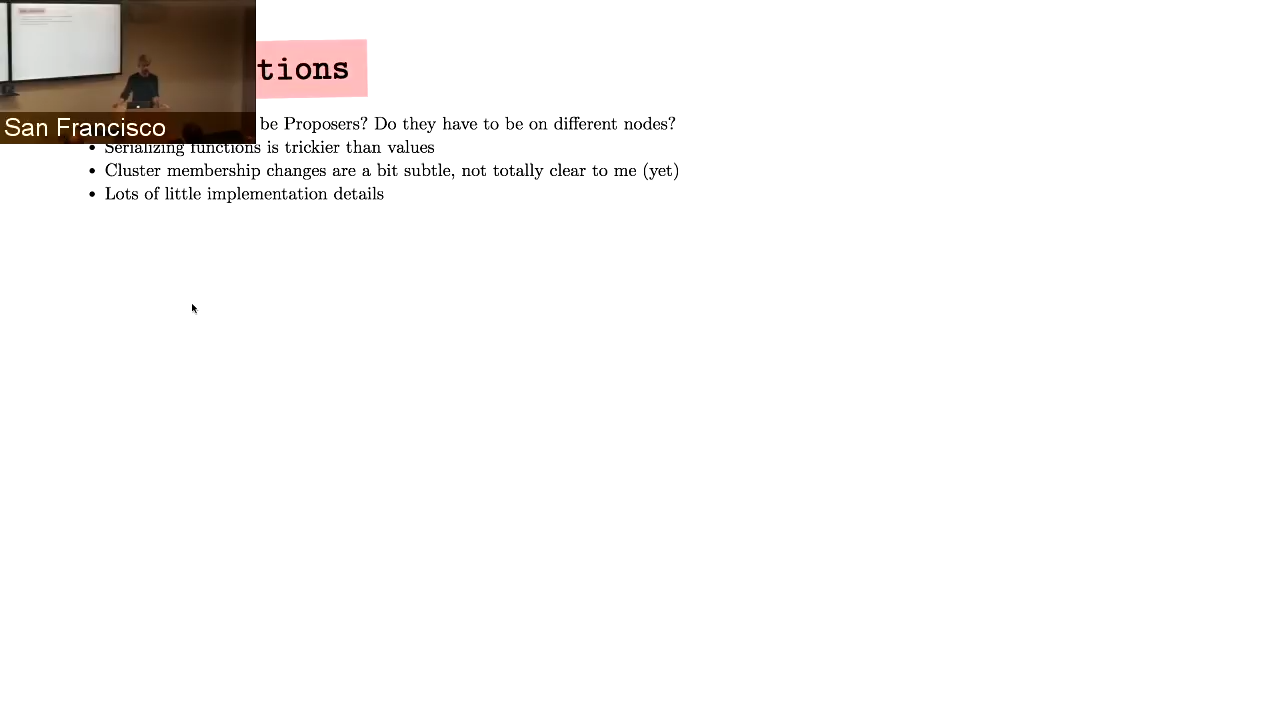 tions
be Proposers? Do they have to be on different nodes?
San Francisco
• Serializing functions is trickier than values
• Cluster membership changes are a bit subtle, not totally clear to me (yet)
• Lots of little implementation details